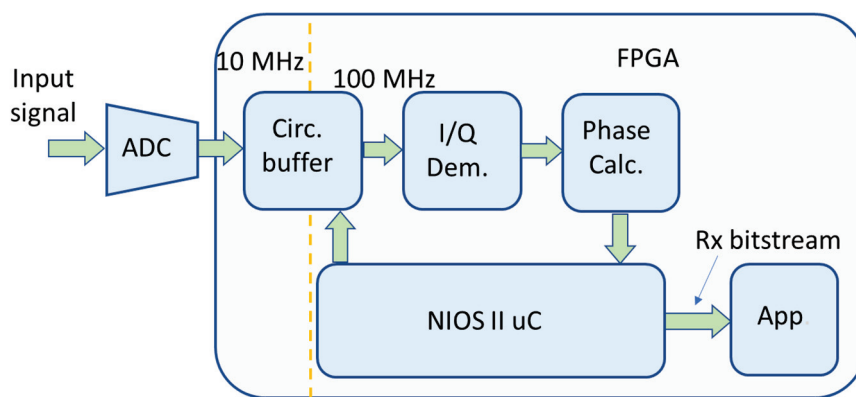 10 MHz
FPGA
Input
signal
100 MHz
ADC
Circ.
buffer
I/Q
Dem.
Phase
Calc.
Rx bitstream
NIOS II uC
App.